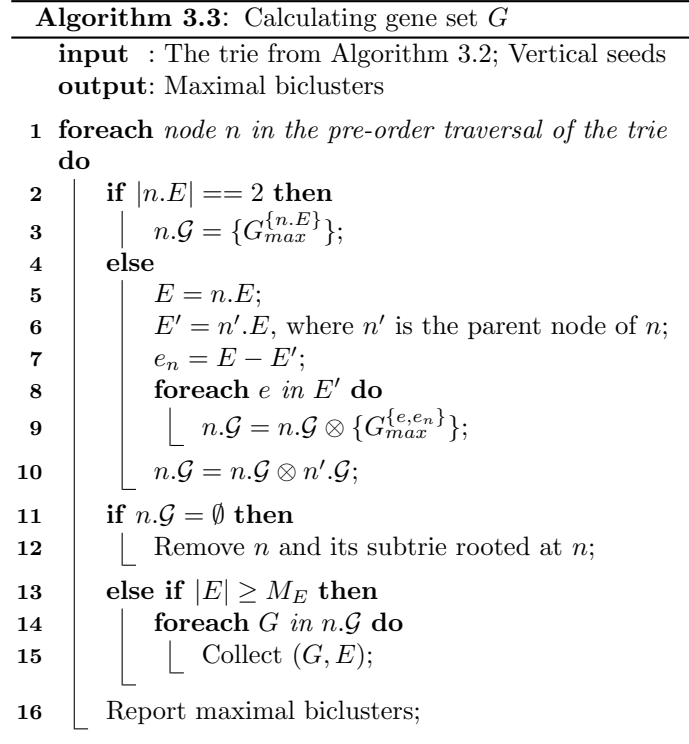 Algorithm 3.3: Calculating gene set G
input : The trie from Algorithm 3.2; Vertical seeds
output: Maximal biclusters
1 foreach node n in the pre-order traversal of the trie
do
2 if |n.E| == 2 then
3 n.𝒢 = {G_{max}^{\{n.E\}}};
4 else
5 E = n.E;
6 E′ = n′.E, where n′ is the parent node of n;
7 e_n = E − E′;
8 foreach e in E′ do
9 n.𝒢 = n.𝒢 ⊗ {G_{max}^{\{e,e_n\}}};
10 n.𝒢 = n.𝒢 ⊗ n′.𝒢;
11 if n.𝒢 = ∅ then
12 Remove n and its subtrie rooted at n;
13 else if |E| ≥ M_E then
14 foreach G in n.𝒢 do
15 Collect (G, E);
16 Report maximal biclusters;